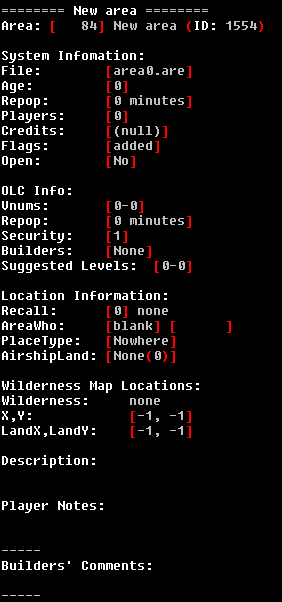 ======== New area ========
Area: [   84] New area (ID: 1554)
System Infomation:
File:        [area0.are]
Age:         [0]
Repop:       [0 minutes]
Players:     [0]
Credits:     [(null)]
Flags:       [added]
Open:        [No]
OLC Info:
Vnums:       [0-0]
Repop:       [0 minutes]
Security:    [1]
Builders:    [None]
Suggested Levels:  [0-0]
Location Information:
Recall:      [0] none
AreaWho:     [blank] [        ]
PlaceType:   [Nowhere]
AirshipLand: [None(0)]
Wilderness Map Locations:
Wilderness:     none
X,Y:            [-1, -1]
LandX,LandY:    [-1, -1]
Description:
Player Notes:
-----
Builders' Comments:
-----